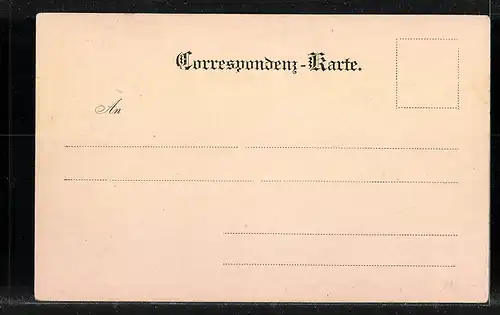 Correspondenz-Karte.
An